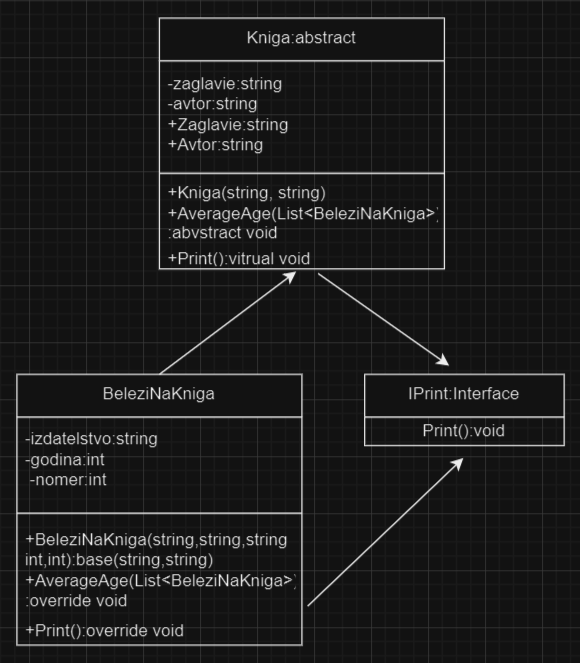 Kniga:abstract
-zaglavie:string
-avtor:string
+Zaglavie:string
+Avtor:string
+Kniga(string, string)
+AverageAge(List<BeleziNaKniga>)
:abvstract void
+Print():vitrual void
BeleziNaKniga
-izdatelstvo:string
-godina:int
-nomer:int
+BeleziNaKniga(string,string,string
int,int):base(string,string)
+AverageAge(List<BeleziNaKniga>)
:override void
+Print():override void
IPrint:Interface
Print():void